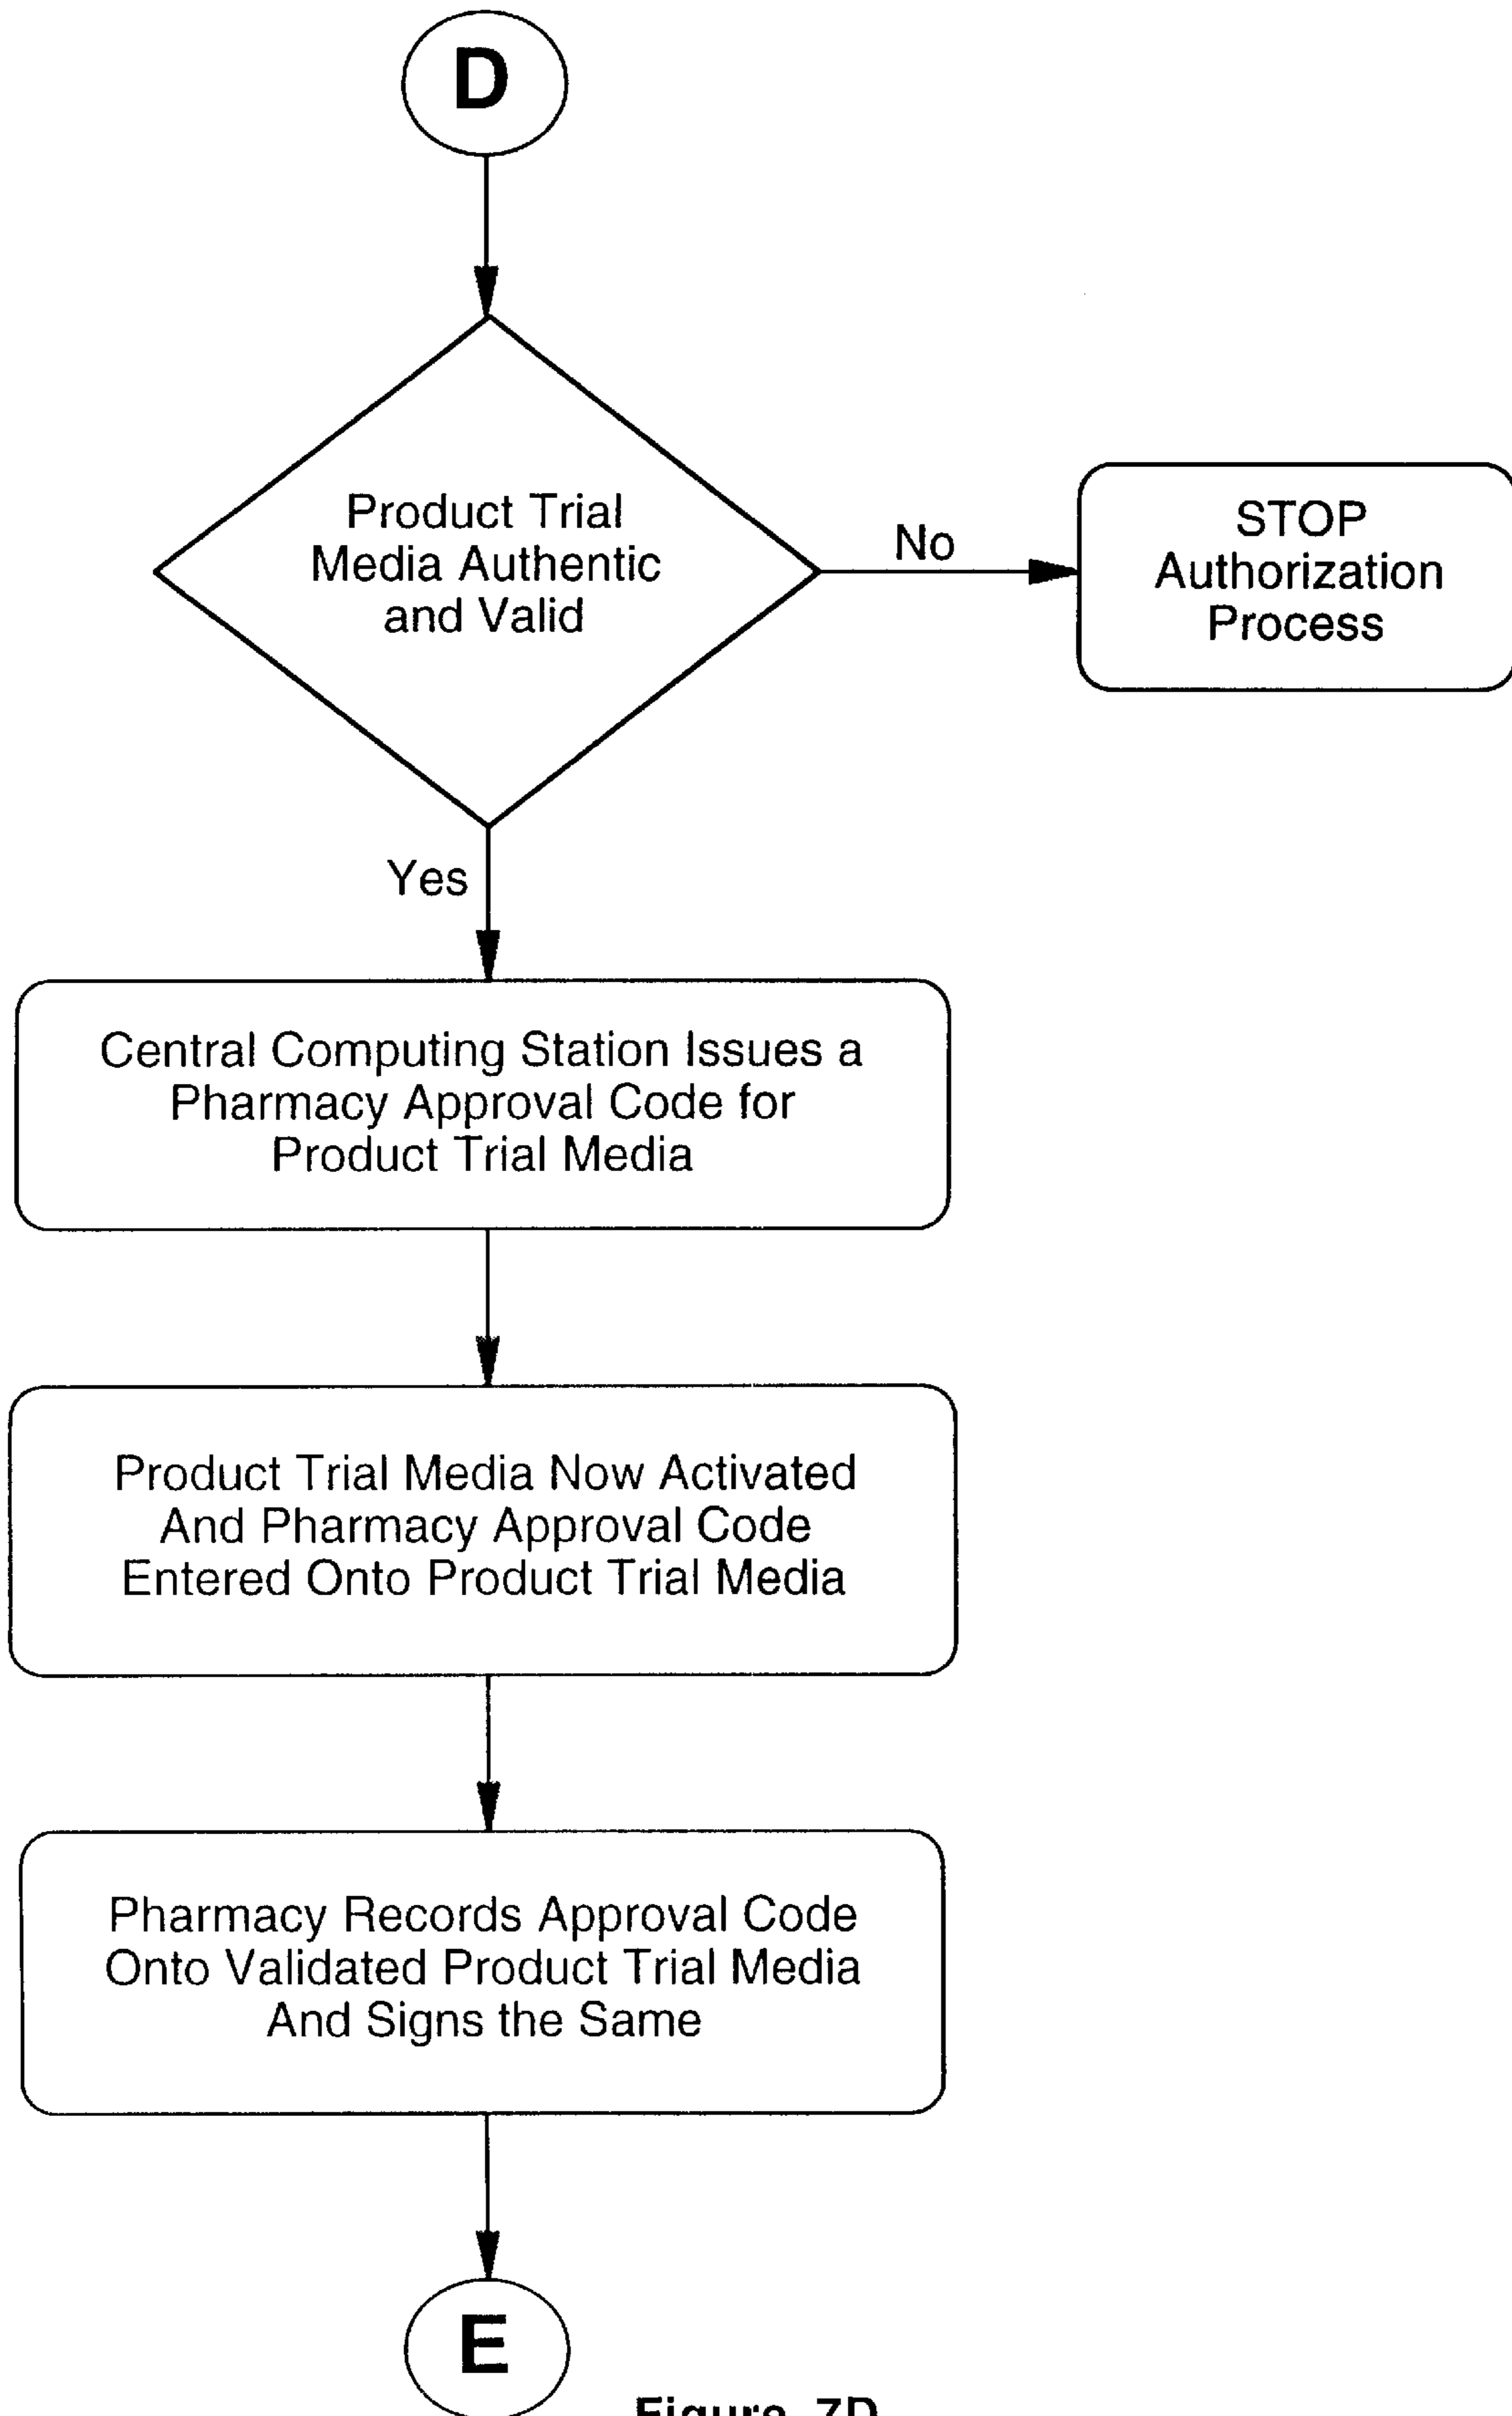 D
Product Trial
Media Authentic
and Valid
No
STOP
Authorization
Process
Yes
Central Computing Station Issues a
Pharmacy Approval Code for
Product Trial Media
Product Trial Media Now Activated
And Pharmacy Approval Code
Entered Onto Product Trial Media
Pharmacy Records Approval Code
Onto Validated Product Trial Media
And Signs the Same
E
Figure 7D